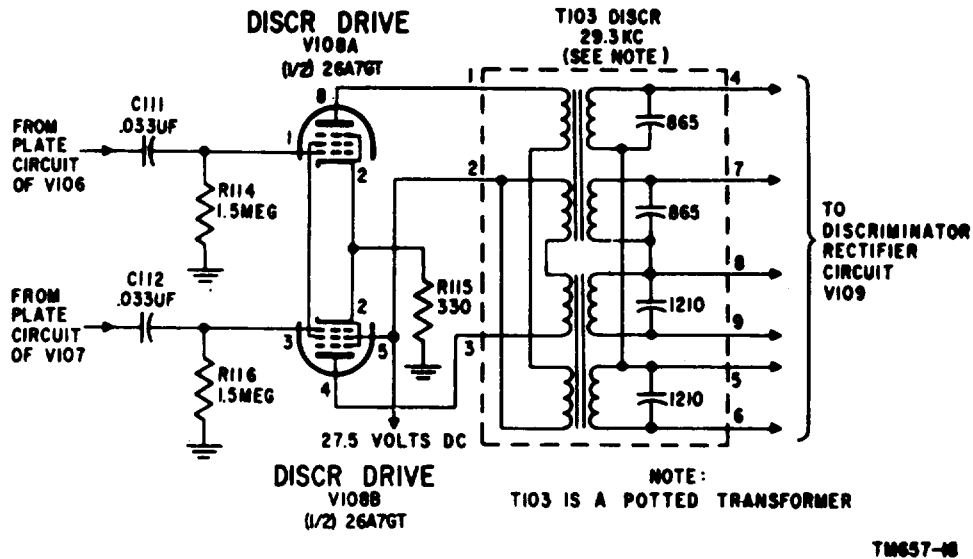 DISCR DRIVE
V108A
(1/2) 26A7GT
T103 DISCR
29.3KC
(SEE NOTE)
C111
.033UF
FROM
PLATE
CIRCUIT
OF V106
R114
1.5MEG
8
1
2
1
2
3
4
865
7
865
8
1210
9
5
1210
6
TO
DISCRIMINATOR
RECTIFIER
CIRCUIT
V109
R115
330
C112
.033UF
FROM
PLATE
CIRCUIT
OF V107
R116
1.5MEG
2
3
5
4
27.5 VOLTS DC
DISCR DRIVE
V108B
(1/2) 26A7GT
NOTE:
T103 IS A POTTED TRANSFORMER